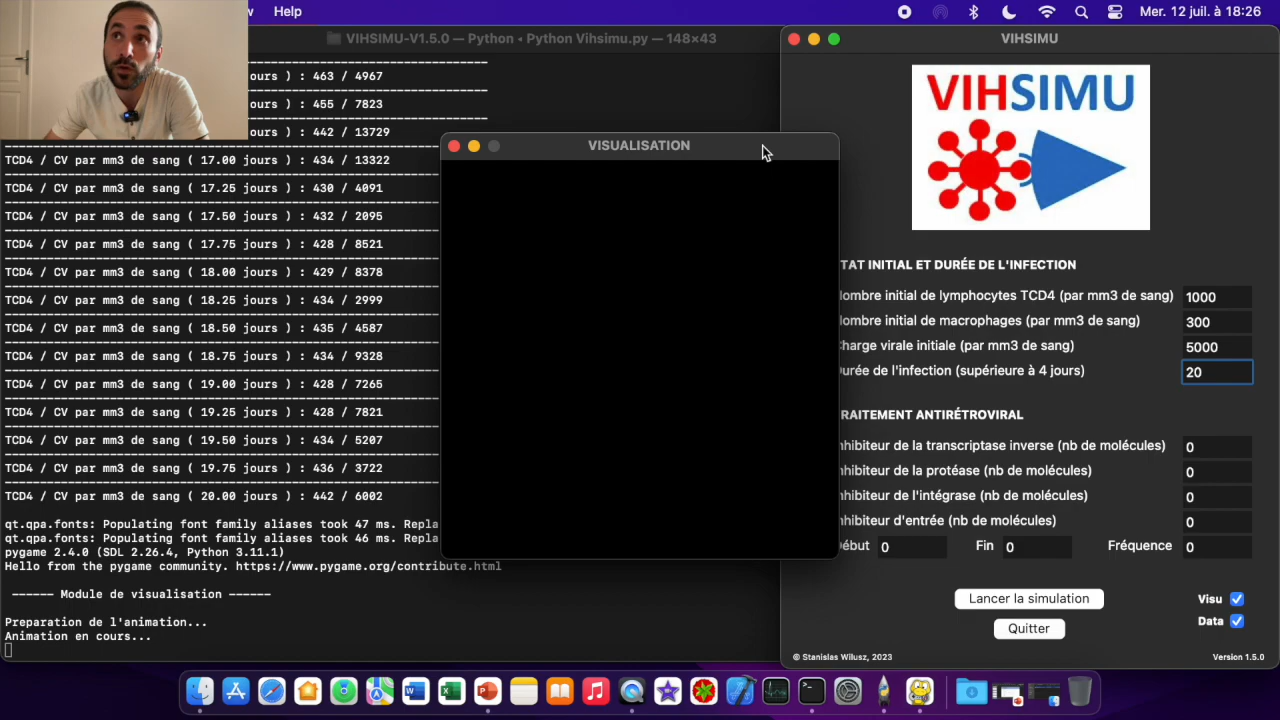 Help
Mer. 12 juil. à 18:26
VIHSIMU-V1.5.0 — Python ◂ Python Vihsimu.py — 148×43
ours ) : 463 / 4967
ours ) : 455 / 7823
ours ) : 442 / 13729
TCD4 / CV par mm3 de sang ( 17.00 jours ) : 434 / 13322
TCD4 / CV par mm3 de sang ( 17.25 jours ) : 430 / 4091
TCD4 / CV par mm3 de sang ( 17.50 jours ) : 432 / 2095
TCD4 / CV par mm3 de sang ( 17.75 jours ) : 428 / 8521
TCD4 / CV par mm3 de sang ( 18.00 jours ) : 429 / 8378
TCD4 / CV par mm3 de sang ( 18.25 jours ) : 434 / 2999
TCD4 / CV par mm3 de sang ( 18.50 jours ) : 435 / 4587
TCD4 / CV par mm3 de sang ( 18.75 jours ) : 434 / 9328
TCD4 / CV par mm3 de sang ( 19.00 jours ) : 428 / 7265
TCD4 / CV par mm3 de sang ( 19.25 jours ) : 428 / 7821
TCD4 / CV par mm3 de sang ( 19.50 jours ) : 434 / 5207
TCD4 / CV par mm3 de sang ( 19.75 jours ) : 436 / 3722
TCD4 / CV par mm3 de sang ( 20.00 jours ) : 442 / 6002
qt.qpa.fonts: Populating font family aliases took 47 ms. Repla
qt.qpa.fonts: Populating font family aliases took 46 ms. Repla
pygame 2.4.0 (SDL 2.26.4, Python 3.11.1)
Hello from the pygame community. https://www.pygame.org/contribute.html
------ Module de visualisation ------
Preparation de l'animation...
Animation en cours...
VISUALISATION
VIHSIMU
VIHSIMU
TAT INITIAL ET DURÉE DE L'INFECTION
ombre initial de lymphocytes TCD4 (par mm3 de sang) 1000
ombre initial de macrophages (par mm3 de sang) 300
harge virale initiale (par mm3 de sang) 5000
urée de l'infection (supérieure à 4 jours) 20
RAITEMENT ANTIRÉTROVIRAL
nhibiteur de la transcriptase inverse (nb de molécules) 0
nhibiteur de la protéase (nb de molécules) 0
nhibiteur de l'intégrase (nb de molécules) 0
nhibiteur d'entrée (nb de molécules) 0
ébut 0 Fin 0 Fréquence 0
Lancer la simulation Visu
Quitter Data
© Stanislas Wilusz, 2023 Version 1.5.0